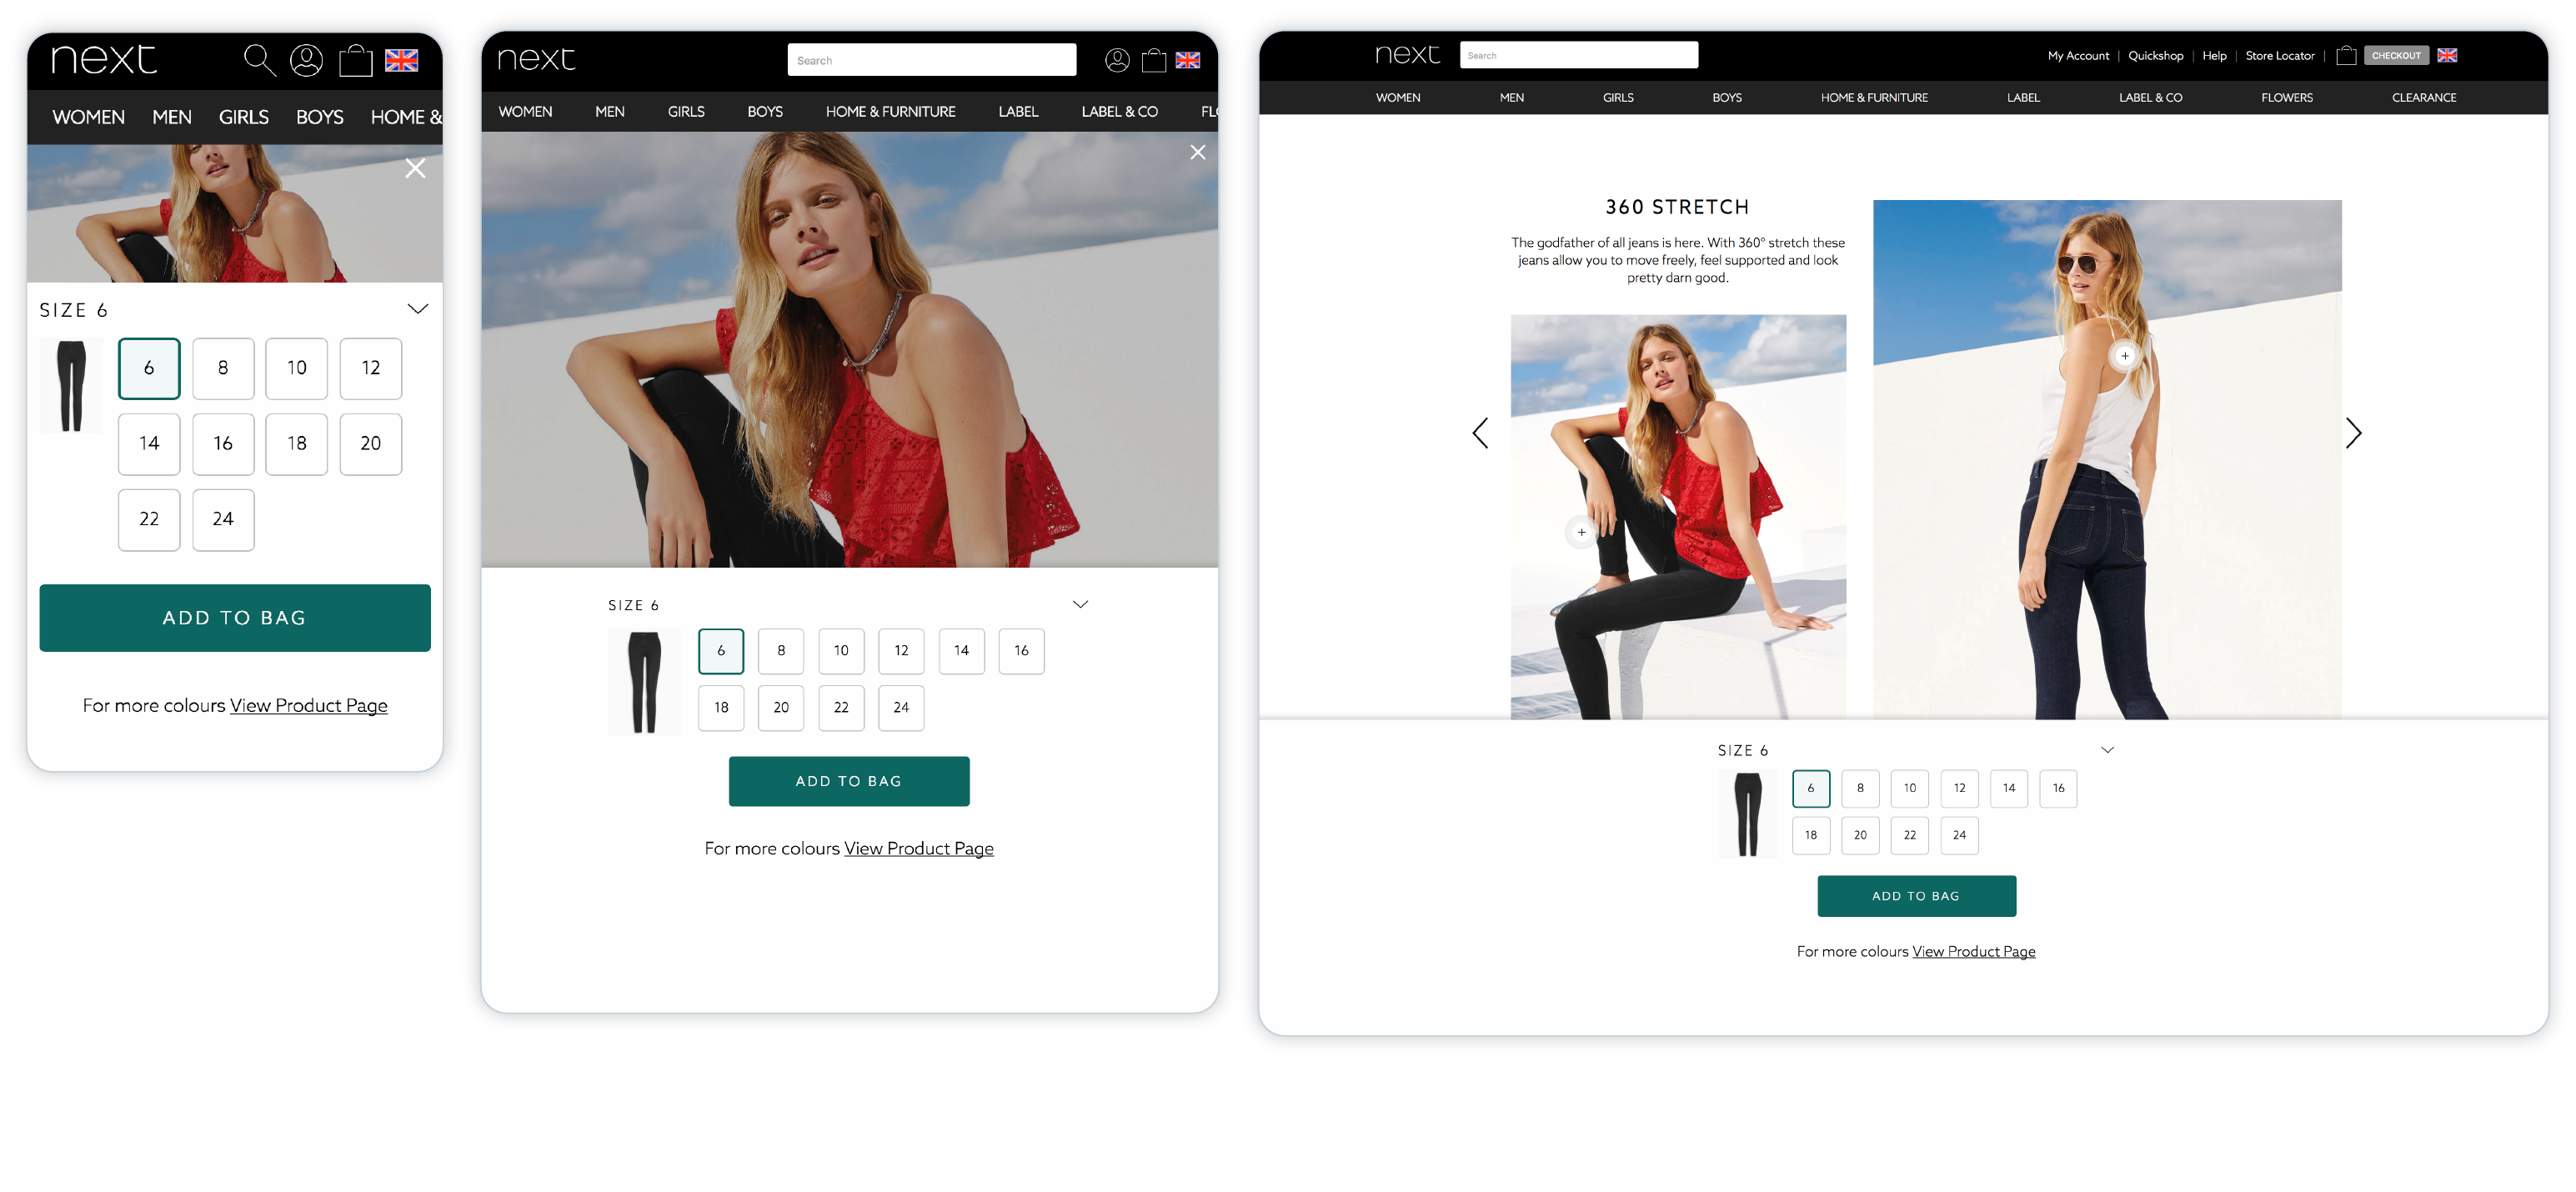 next
WOMEN MEN GIRLS BOYS HOME &
SIZE 6
6 8 10 12
14 16 18 20
22 24
ADD TO BAG
For more colours View Product Page
next Search
WOMEN MEN GIRLS BOYS HOME & FURNITURE LABEL LABEL & CO FLO
SIZE 6
6 8 10 12 14 16
18 20 22 24
ADD TO BAG
For more colours View Product Page
next Search My Account | Quickshop | Help | Store Locator | CHECKOUT
WOMEN MEN GIRLS BOYS HOME & FURNITURE LABEL LABEL & CO FLOWERS CLEARANCE
360 STRETCH
The godfather of all jeans is here. With 360° stretch these
jeans allow you to move freely, feel supported and look
pretty darn good.
SIZE 6
6 8 10 12 14 16
18 20 22 24
ADD TO BAG
For more colours View Product Page